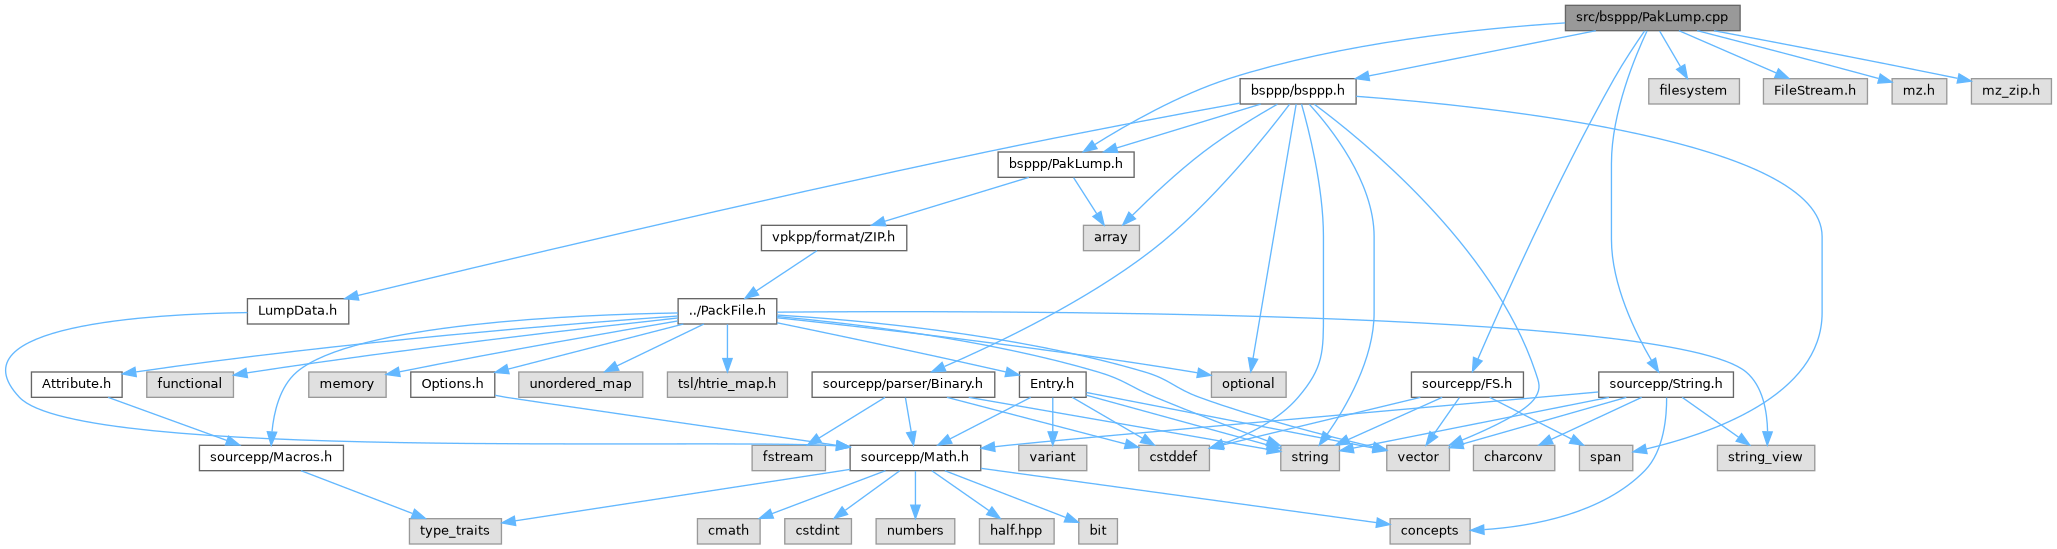 src/bsppp/PakLump.cpp
bsppp/bsppp.h
filesystem
FileStream.h
mz.h
mz_zip.h
bsppp/PakLump.h
vpkpp/format/ZIP.h
array
LumpData.h
../PackFile.h
Attribute.h
functional
memory
Options.h
unordered_map
tsl/htrie_map.h
sourcepp/parser/Binary.h
Entry.h
optional
sourcepp/FS.h
sourcepp/String.h
sourcepp/Macros.h
fstream
sourcepp/Math.h
variant
cstddef
string
vector
charconv
span
string_view
type_traits
cmath
cstdint
numbers
half.hpp
bit
concepts